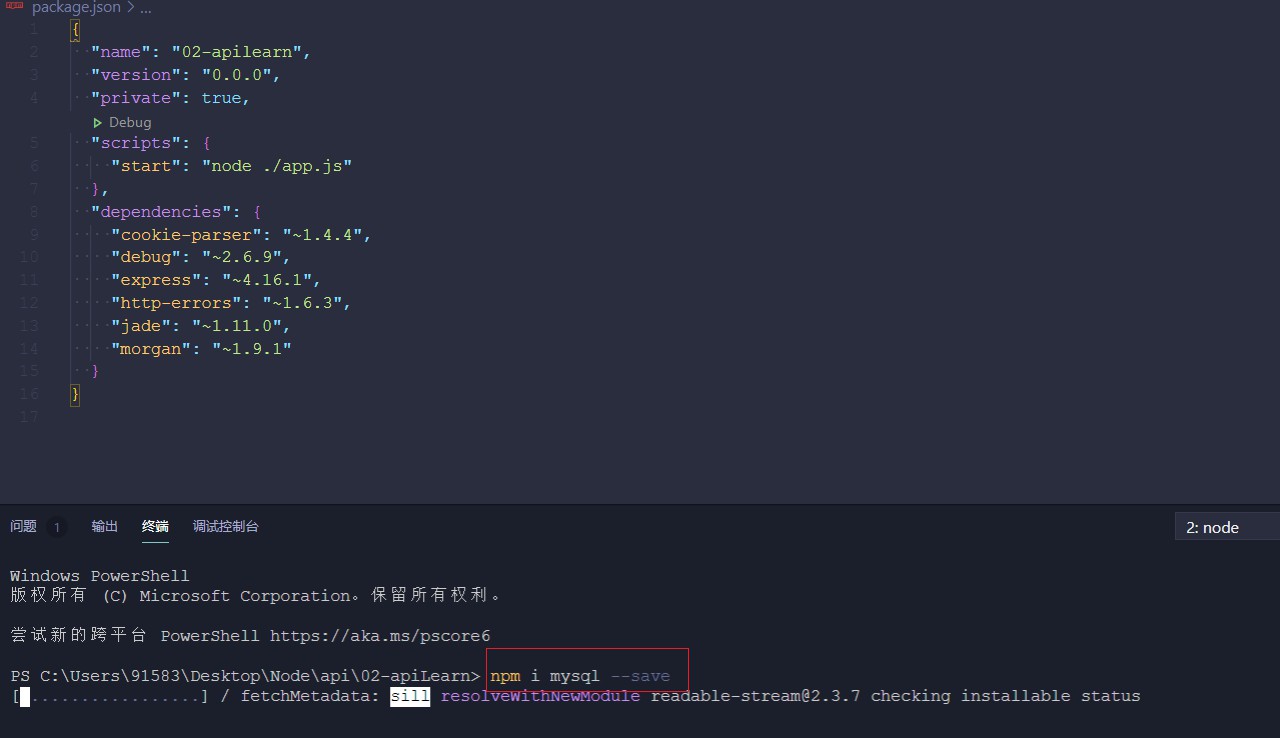 package.json > ...
1 {
2 "name": "02-apilearn",
3 "version": "0.0.0",
4 "private": true,
Debug
5 "scripts": {
6 "start": "node ./app.js"
7 },
8 "dependencies": {
9 "cookie-parser": "~1.4.4",
10 "debug": "~2.6.9",
11 "express": "~4.16.1",
12 "http-errors": "~1.6.3",
13 "jade": "~1.11.0",
14 "morgan": "~1.9.1"
15 }
16 }
17
问题 1 输出 终端 调试控制台 2: node
Windows PowerShell
版权所有 (C) Microsoft Corporation。保留所有权利。
尝试新的跨平台 PowerShell https://aka.ms/pscore6
PS C:\Users\91583\Desktop\Node\api\02-apiLearn> npm i mysql --save
[ .................] / fetchMetadata: sill resolveWithNewModule readable-stream@2.3.7 checking installable status